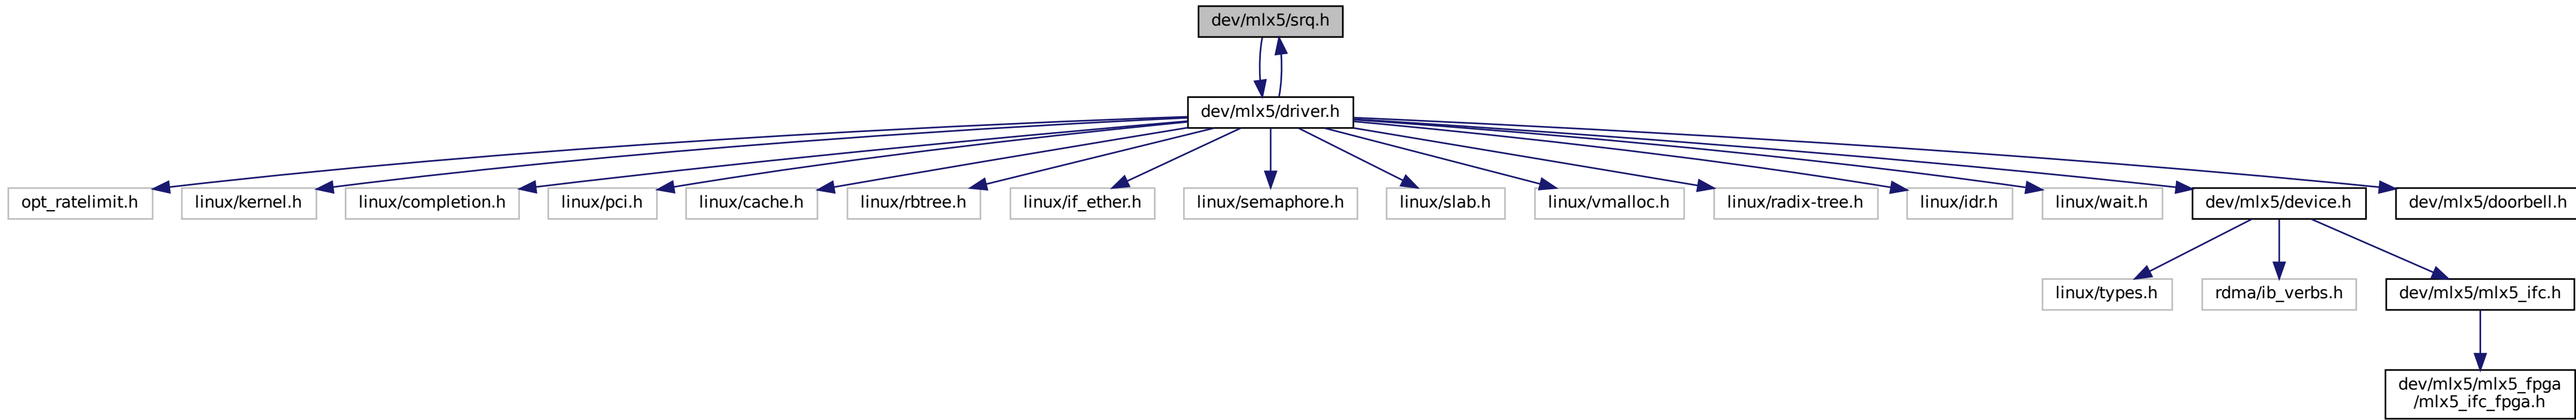 dev/mlx5/srq.h
dev/mlx5/driver.h
opt_ratelimit.h
linux/kernel.h
linux/completion.h
linux/pci.h
linux/cache.h
linux/rbtree.h
linux/if_ether.h
linux/semaphore.h
linux/slab.h
linux/vmalloc.h
linux/radix-tree.h
linux/idr.h
linux/wait.h
dev/mlx5/device.h
dev/mlx5/doorbell.h
linux/types.h
rdma/ib_verbs.h
dev/mlx5/mlx5_ifc.h
dev/mlx5/mlx5_fpga
/mlx5_ifc_fpga.h